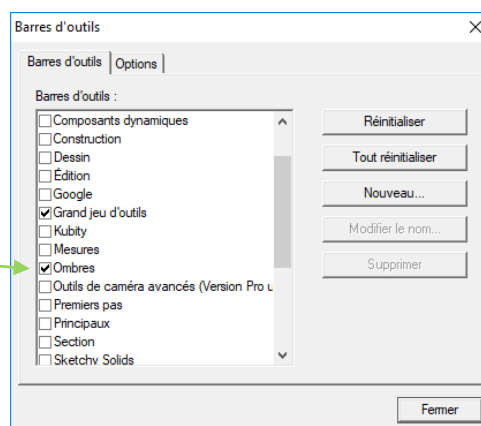 Barres d'outils
Barres d'outils
Options
Barres d'outils :
Composants dynamiques
Construction
Dessin
Édition
Google
Grand jeu d'outils
Kubity
Mesures
Ombres
Outils de caméra avancés (Version Pro u
Premiers pas
Principaux
Section
Sketchy Solids
Réinitialiser
Tout réinitialiser
Nouveau...
Modifier le nom...
Supprimer
Fermer